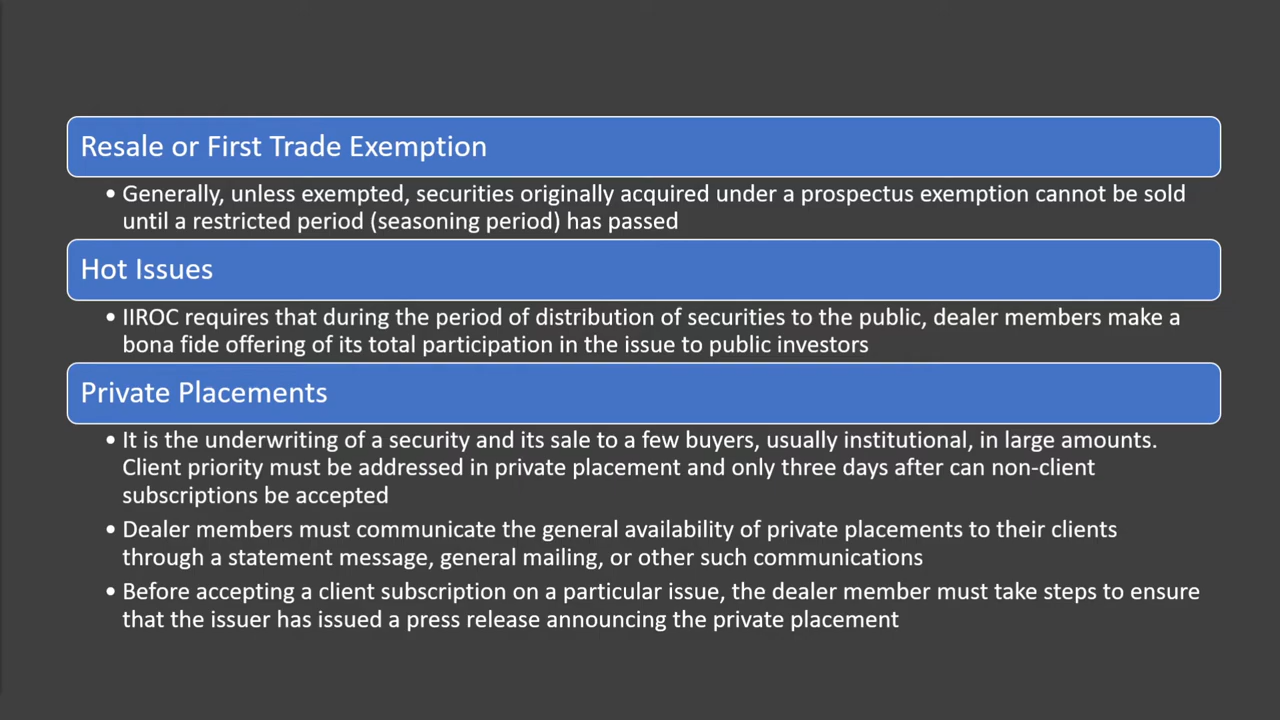 Resale or First Trade Exemption
• Generally, unless exempted, securities originally acquired under a prospectus exemption cannot be sold
until a restricted period (seasoning period) has passed
Hot Issues
• IIROC requires that during the period of distribution of securities to the public, dealer members make a
bona fide offering of its total participation in the issue to public investors
Private Placements
• It is the underwriting of a security and its sale to a few buyers, usually institutional, in large amounts.
Client priority must be addressed in private placement and only three days after can non-client
subscriptions be accepted
• Dealer members must communicate the general availability of private placements to their clients
through a statement message, general mailing, or other such communications
• Before accepting a client subscription on a particular issue, the dealer member must take steps to ensure
that the issuer has issued a press release announcing the private placement